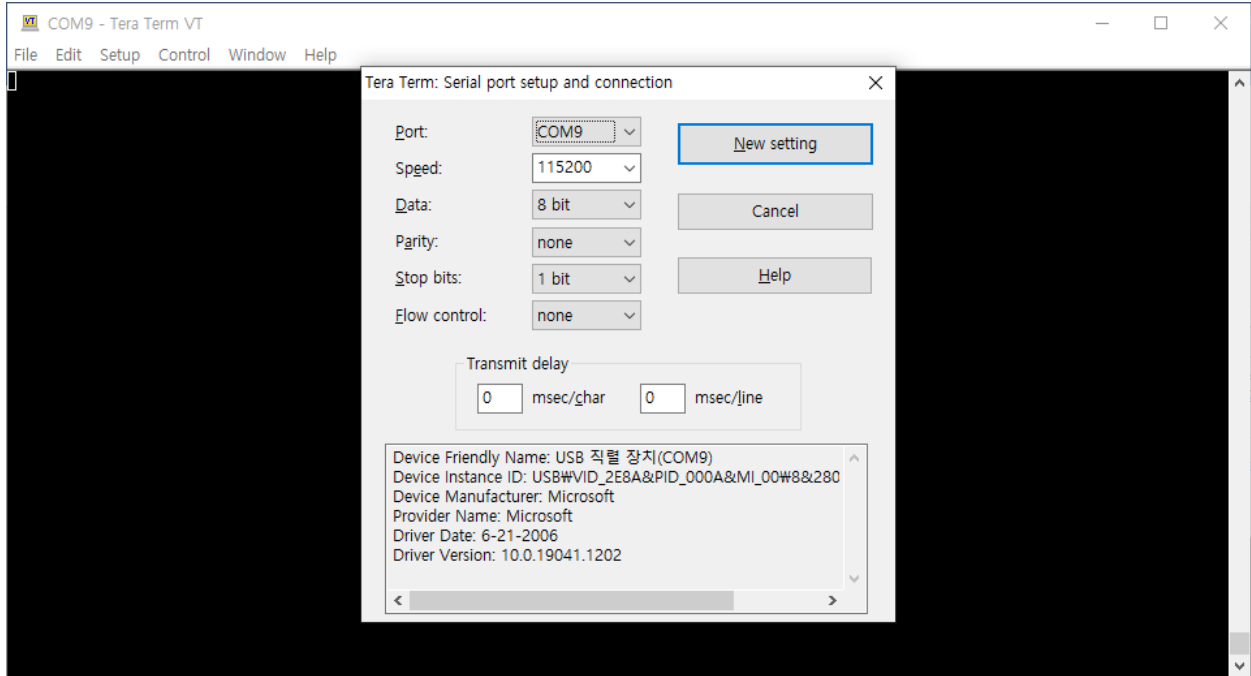 VT COM9 - Tera Term VT
File Edit Setup Control Window Help
Tera Term: Serial port setup and connection
Port: COM9
New setting
Speed: 115200
Data: 8 bit
Cancel
Parity: none
Stop bits: 1 bit
Help
Flow control: none
Transmit delay
0 msec/char 0 msec/line
Device Friendly Name: USB 직렬 장치(COM9)
Device Instance ID: USB₩VID_2E8A&PID_000A&MI_00₩8&280
Device Manufacturer: Microsoft
Provider Name: Microsoft
Driver Date: 6-21-2006
Driver Version: 10.0.19041.1202